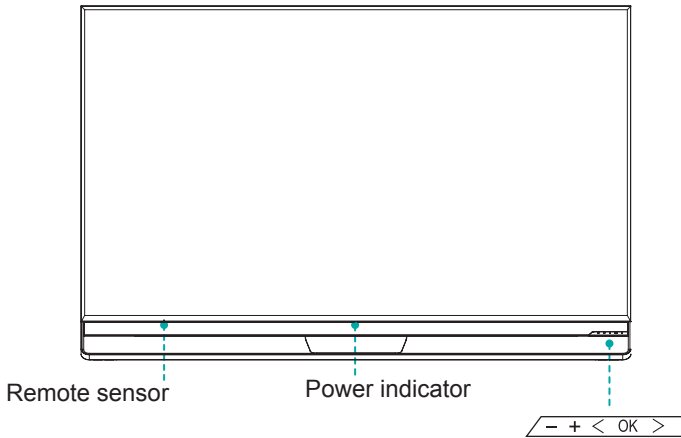 Remote sensor
Power indicator
− + < OK >